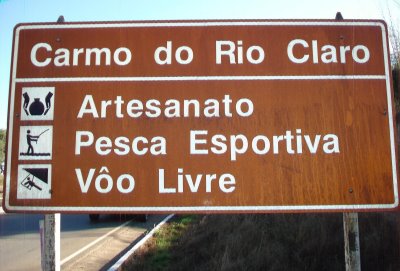 Carmo do Rio Claro
Artesanato
Pesca Esportiva
Vôo Livre